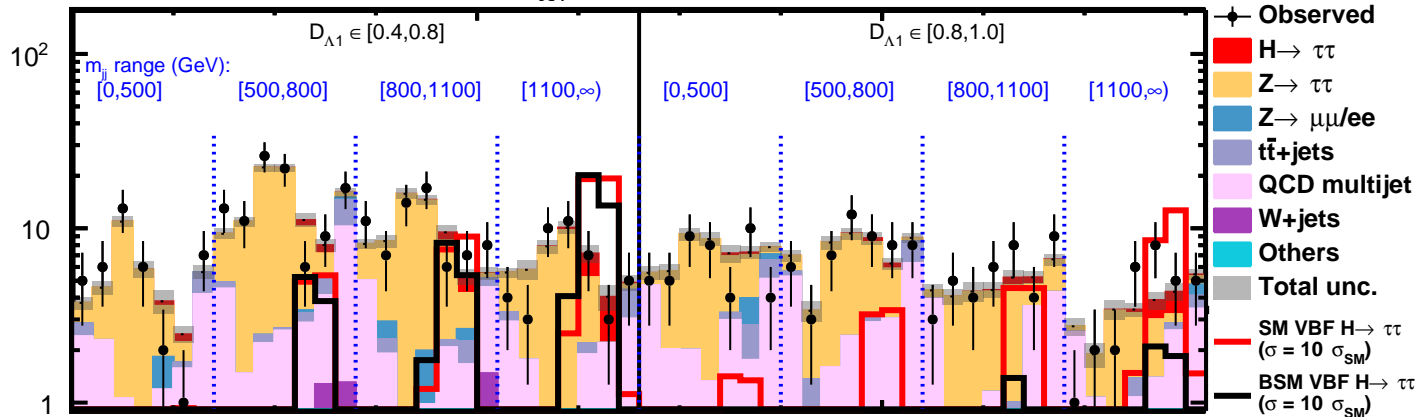 D_Λ1 ∈ [0.4,0.8]
D_Λ1 ∈ [0.8,1.0]
m_jj range (GeV):
[0,500] [500,800] [800,1100] [1100,∞) [0,500] [500,800] [800,1100] [1100,∞)
10²
10
1
Observed
H→ ττ
Z→ ττ
Z→ μμ/ee
tt̄+jets
QCD multijet
W+jets
Others
Total unc.
SM VBF H→ ττ
(σ = 10 σ_SM)
BSM VBF H→ ττ
(σ = 10 σ_SM)